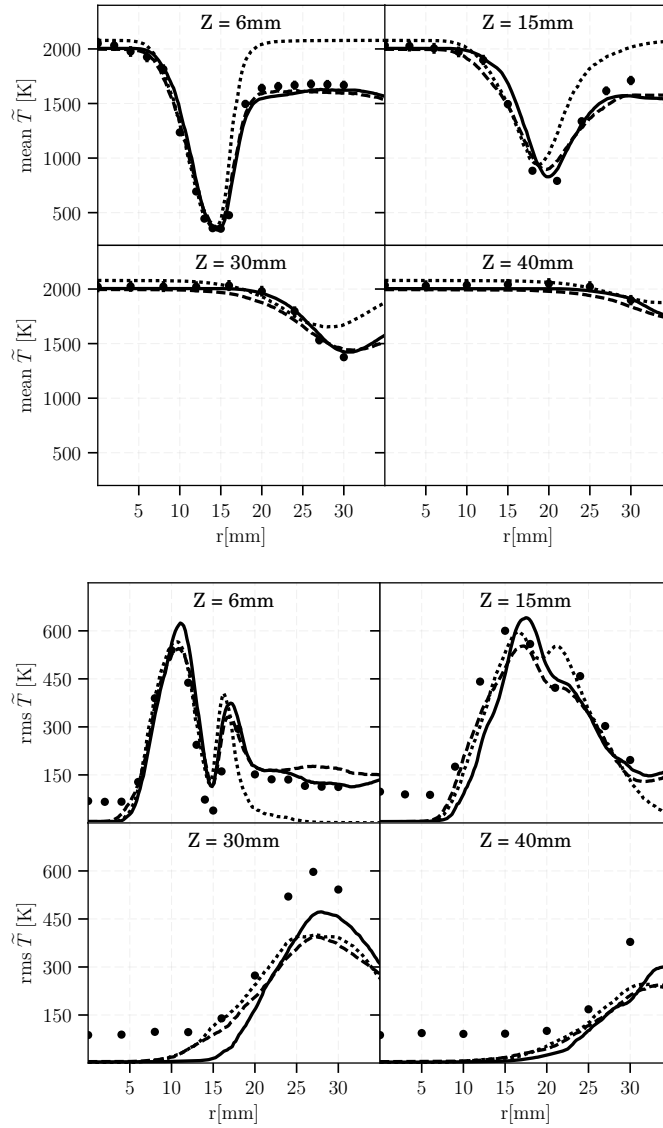 Z = 6mm
Z = 15mm
2000
1500
1000
500
mean T̃ [K]
Z = 30mm
Z = 40mm
2000
1500
1000
500
mean T̃ [K]
5 10 15 20 25 30
5 10 15 20 25 30
r[mm]
r[mm]
Z = 6mm
Z = 15mm
600
450
300
150
rms T̃ [K]
Z = 30mm
Z = 40mm
600
450
300
150
rms T̃ [K]
5 10 15 20 25 30
5 10 15 20 25 30
r[mm]
r[mm]